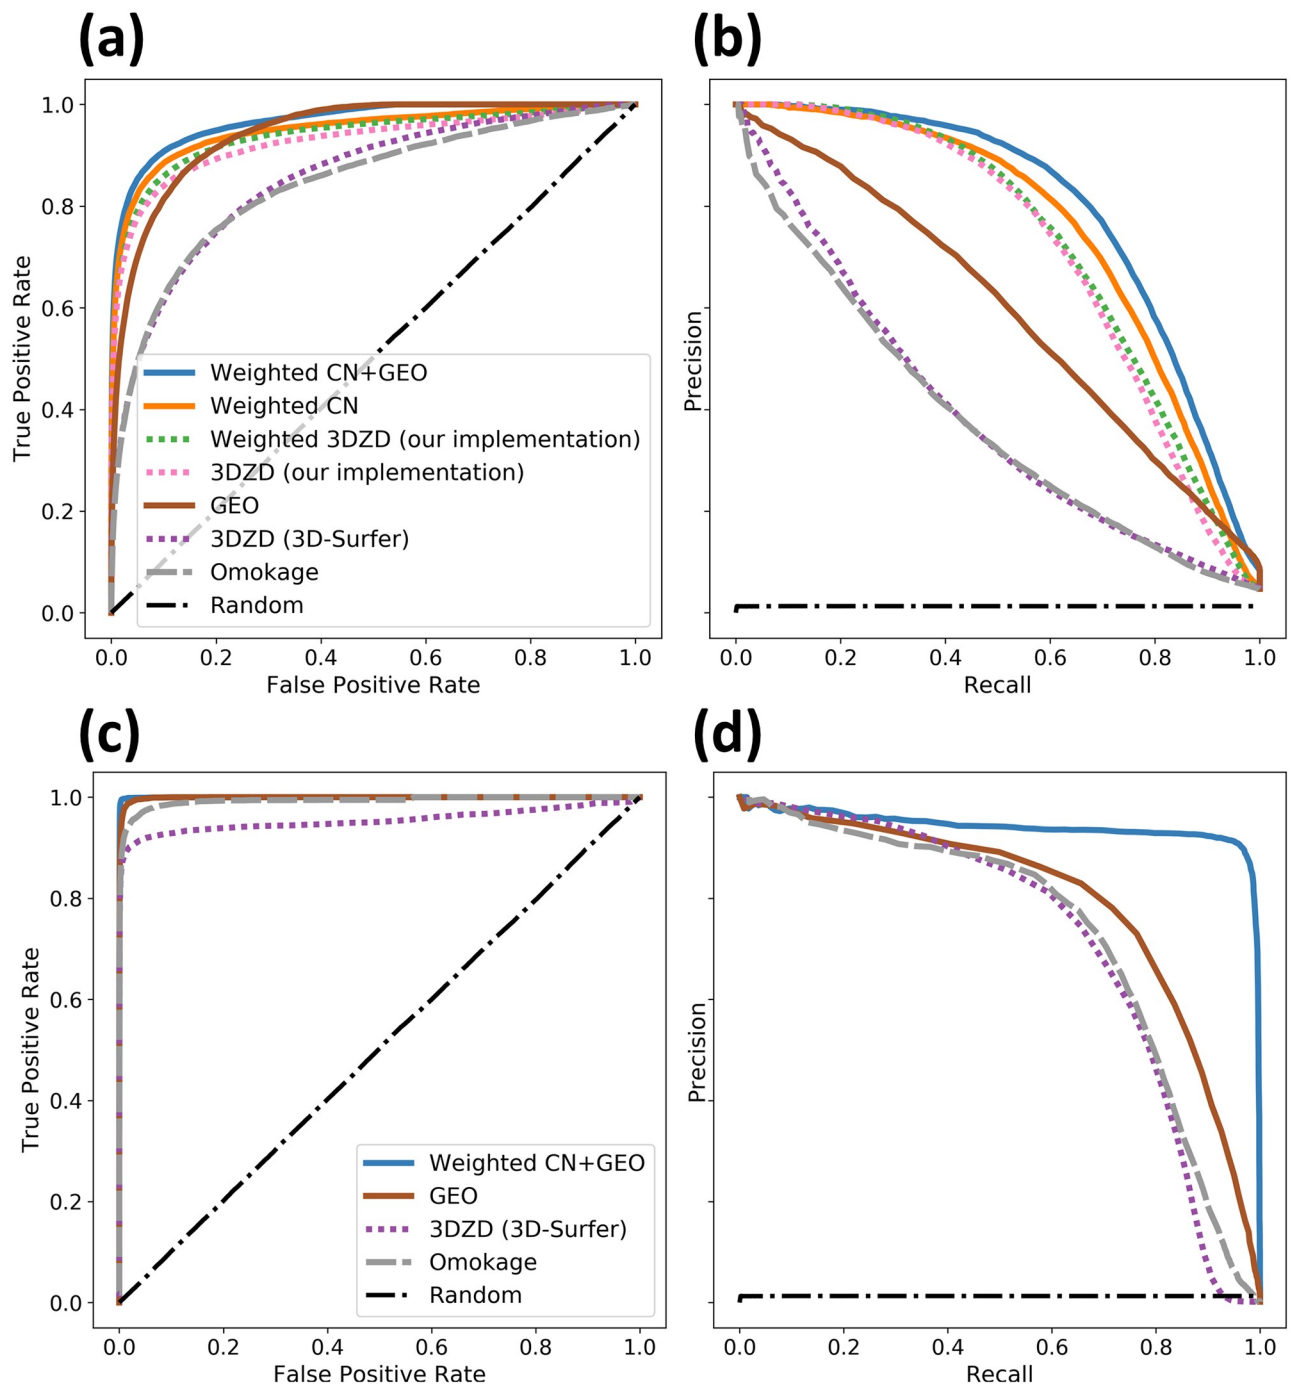 (a)
(b)
1.0
0.8
0.6
0.4
0.2
0.0
True Positive Rate
Weighted CN+GEO
Weighted CN
Weighted 3DZD (our implementation)
3DZD (our implementation)
GEO
3DZD (3D-Surfer)
Omokage
Random
0.0 0.2 0.4 0.6 0.8 1.0
False Positive Rate
Precision
0.0 0.2 0.4 0.6 0.8 1.0
Recall
(c)
(d)
1.0
0.8
0.6
0.4
0.2
0.0
True Positive Rate
Weighted CN+GEO
GEO
3DZD (3D-Surfer)
Omokage
Random
0.0 0.2 0.4 0.6 0.8 1.0
False Positive Rate
Precision
0.0 0.2 0.4 0.6 0.8 1.0
Recall